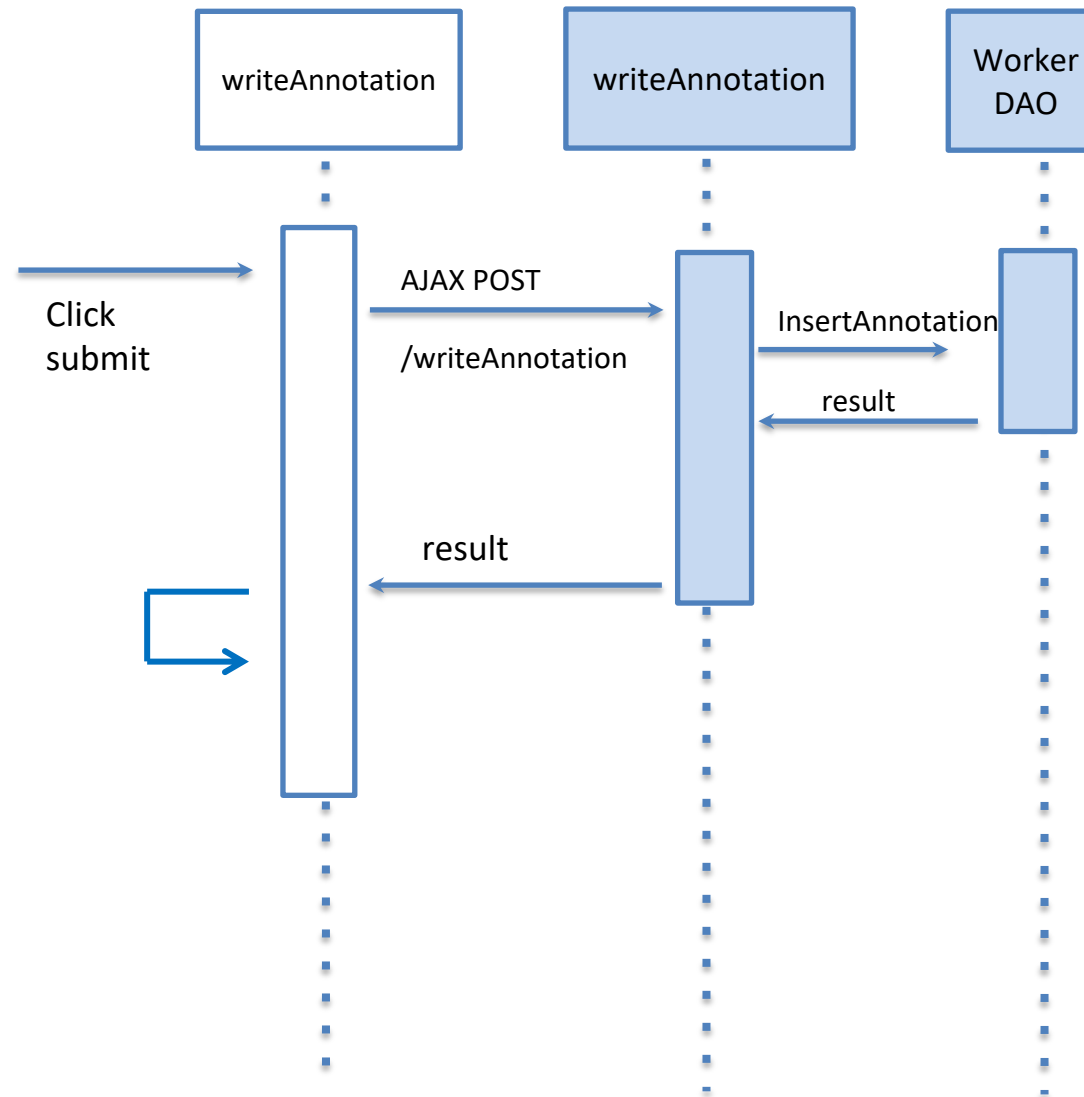 writeAnnotation
writeAnnotation
Worker
DAO
Click
submit
AJAX POST
/writeAnnotation
InsertAnnotation
result
result